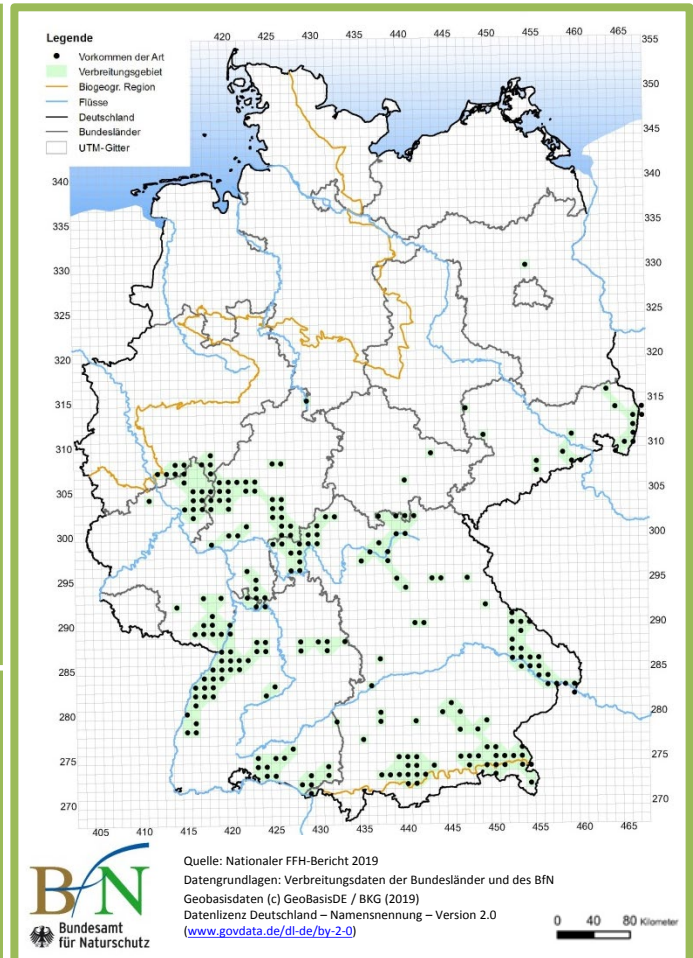 Legende
Vorkommen der Art
Verbreitungsgebiet
Biogeogr. Region
Flüsse
Deutschland
Bundesländer
UTM-Gitter
420 425 430 435 440 445 450 455 460 465
355
350
345
340 340
335 335
330 330
325 325
320 320
315 315
310 310
305 305
300 300
295 295
290 290
285 285
280 280
275 275
270 270
405 410 415 420 425 430 435 440 445 450 455 460 465
BfN
Bundesamt
für Naturschutz
Quelle: Nationaler FFH-Bericht 2019
Datengrundlagen: Verbreitungsdaten der Bundesländer und des BfN
Geobasisdaten (c) GeoBasisDE / BKG (2019)
Datenlizenz Deutschland – Namensnennung – Version 2.0
(www.govdata.de/dl-de/by-2-0)
0 40 80 Kilometer